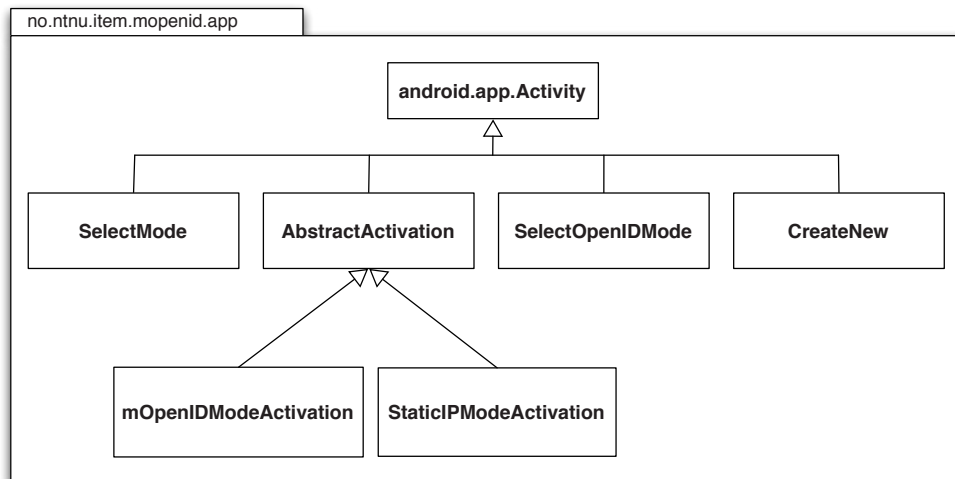 no.ntnu.item.mopenid.app
android.app.Activity
SelectMode
AbstractActivation
SelectOpenIDMode
CreateNew
mOpenIDModeActivation
StaticIPModeActivation